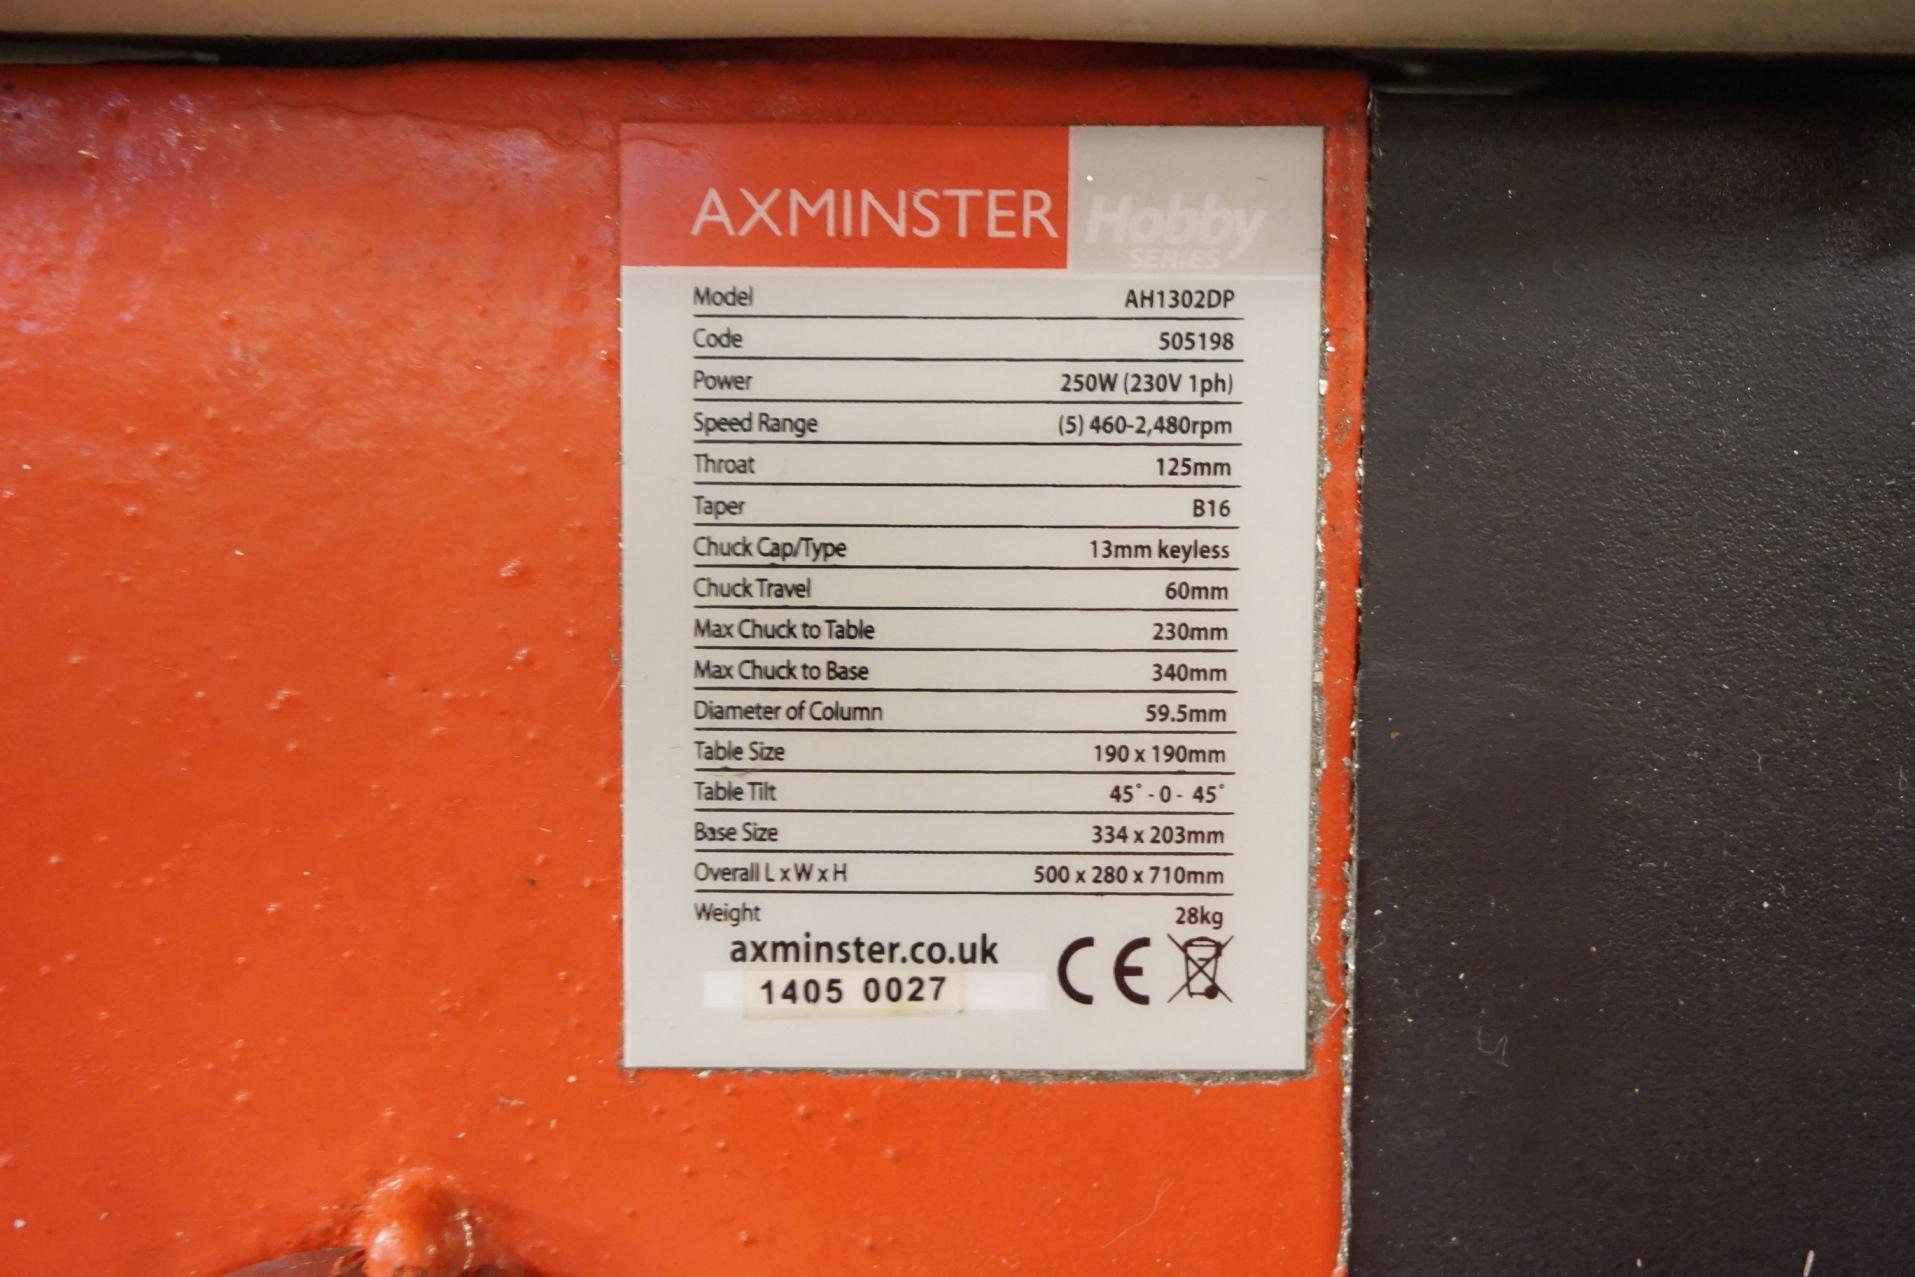 AXMINSTER Hobby
SERIES
Model AH1302DP
Code 505198
Power 250W (230V 1ph)
Speed Range (5) 460-2,480rpm
Throat 125mm
Taper B16
Chuck Cap/Type 13mm keyless
Chuck Travel 60mm
Max Chuck to Table 230mm
Max Chuck to Base 340mm
Diameter of Column 59.5mm
Table Size 190 x 190mm
Table Tilt 45° - 0 - 45°
Base Size 334 x 203mm
Overall L x W x H 500 x 280 x 710mm
Weight 28kg
axminster.co.uk CE
1405 0027